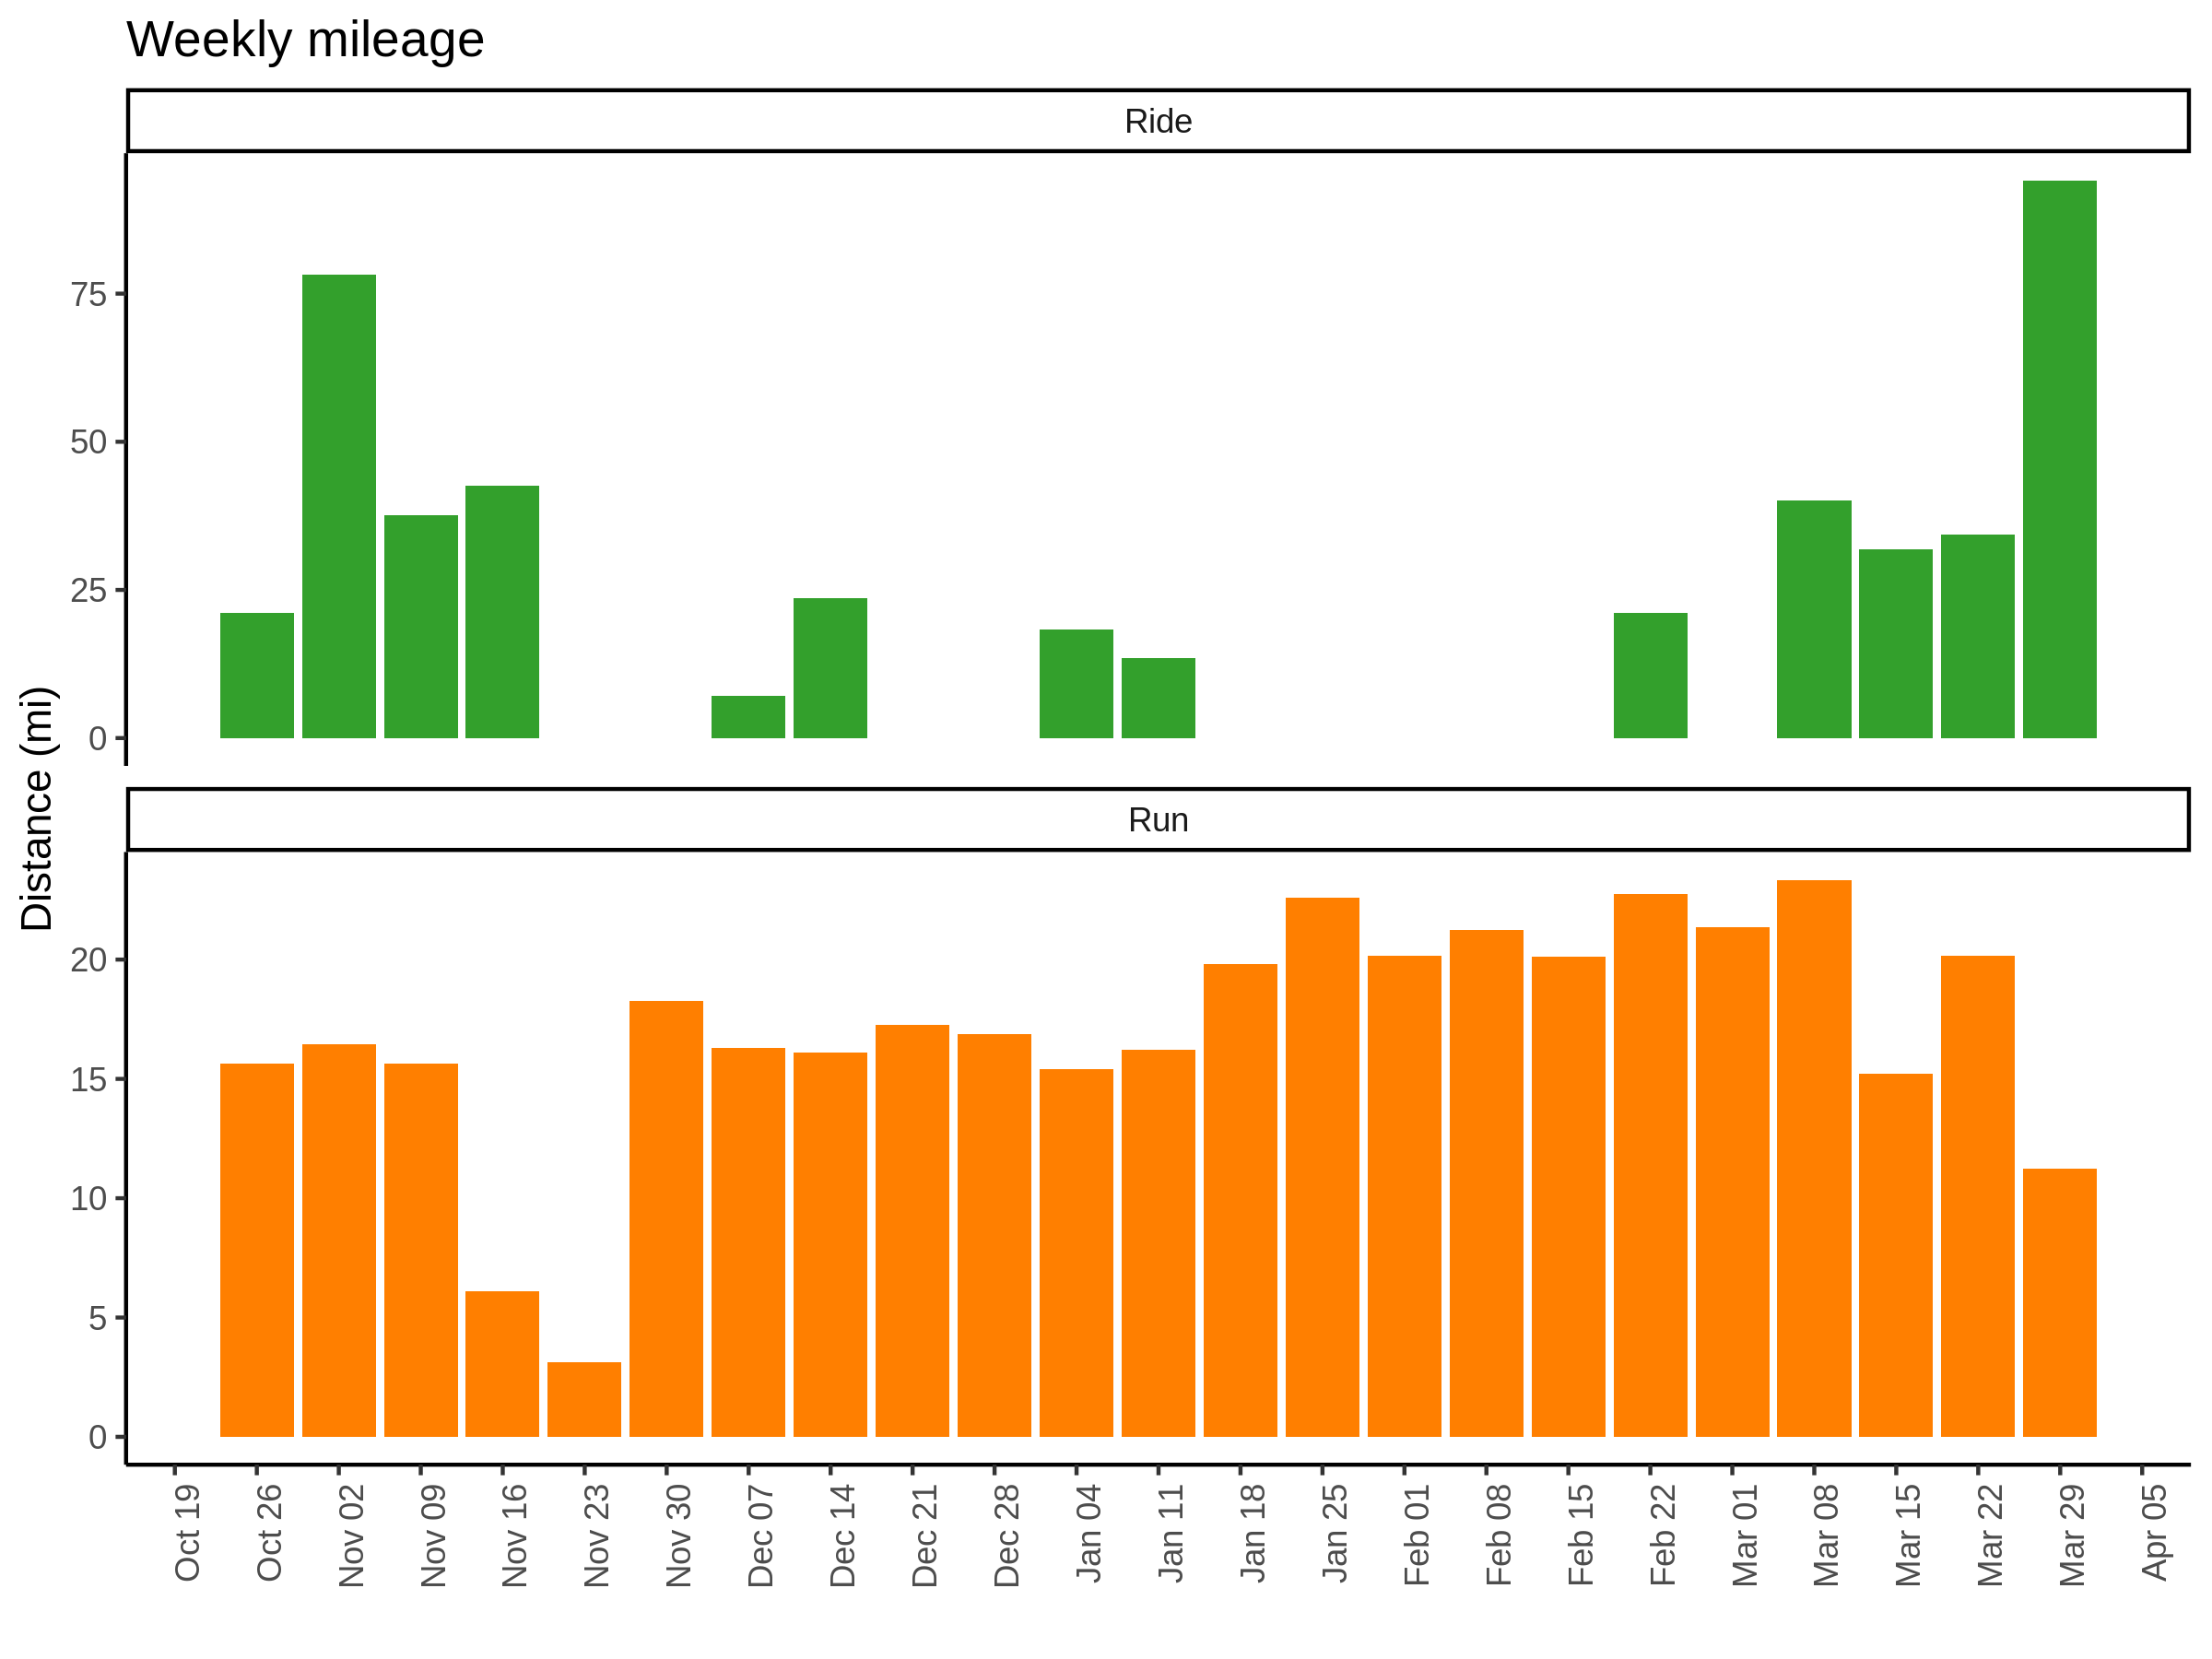 Weekly mileage
Ride
75
50
25
0
Distance (mi)
Run
20
15
10
5
0
Oct 19
Oct 26
Nov 02
Nov 09
Nov 16
Nov 23
Nov 30
Dec 07
Dec 14
Dec 21
Dec 28
Jan 04
Jan 11
Jan 18
Jan 25
Feb 01
Feb 08
Feb 15
Feb 22
Mar 01
Mar 08
Mar 15
Mar 22
Mar 29
Apr 05